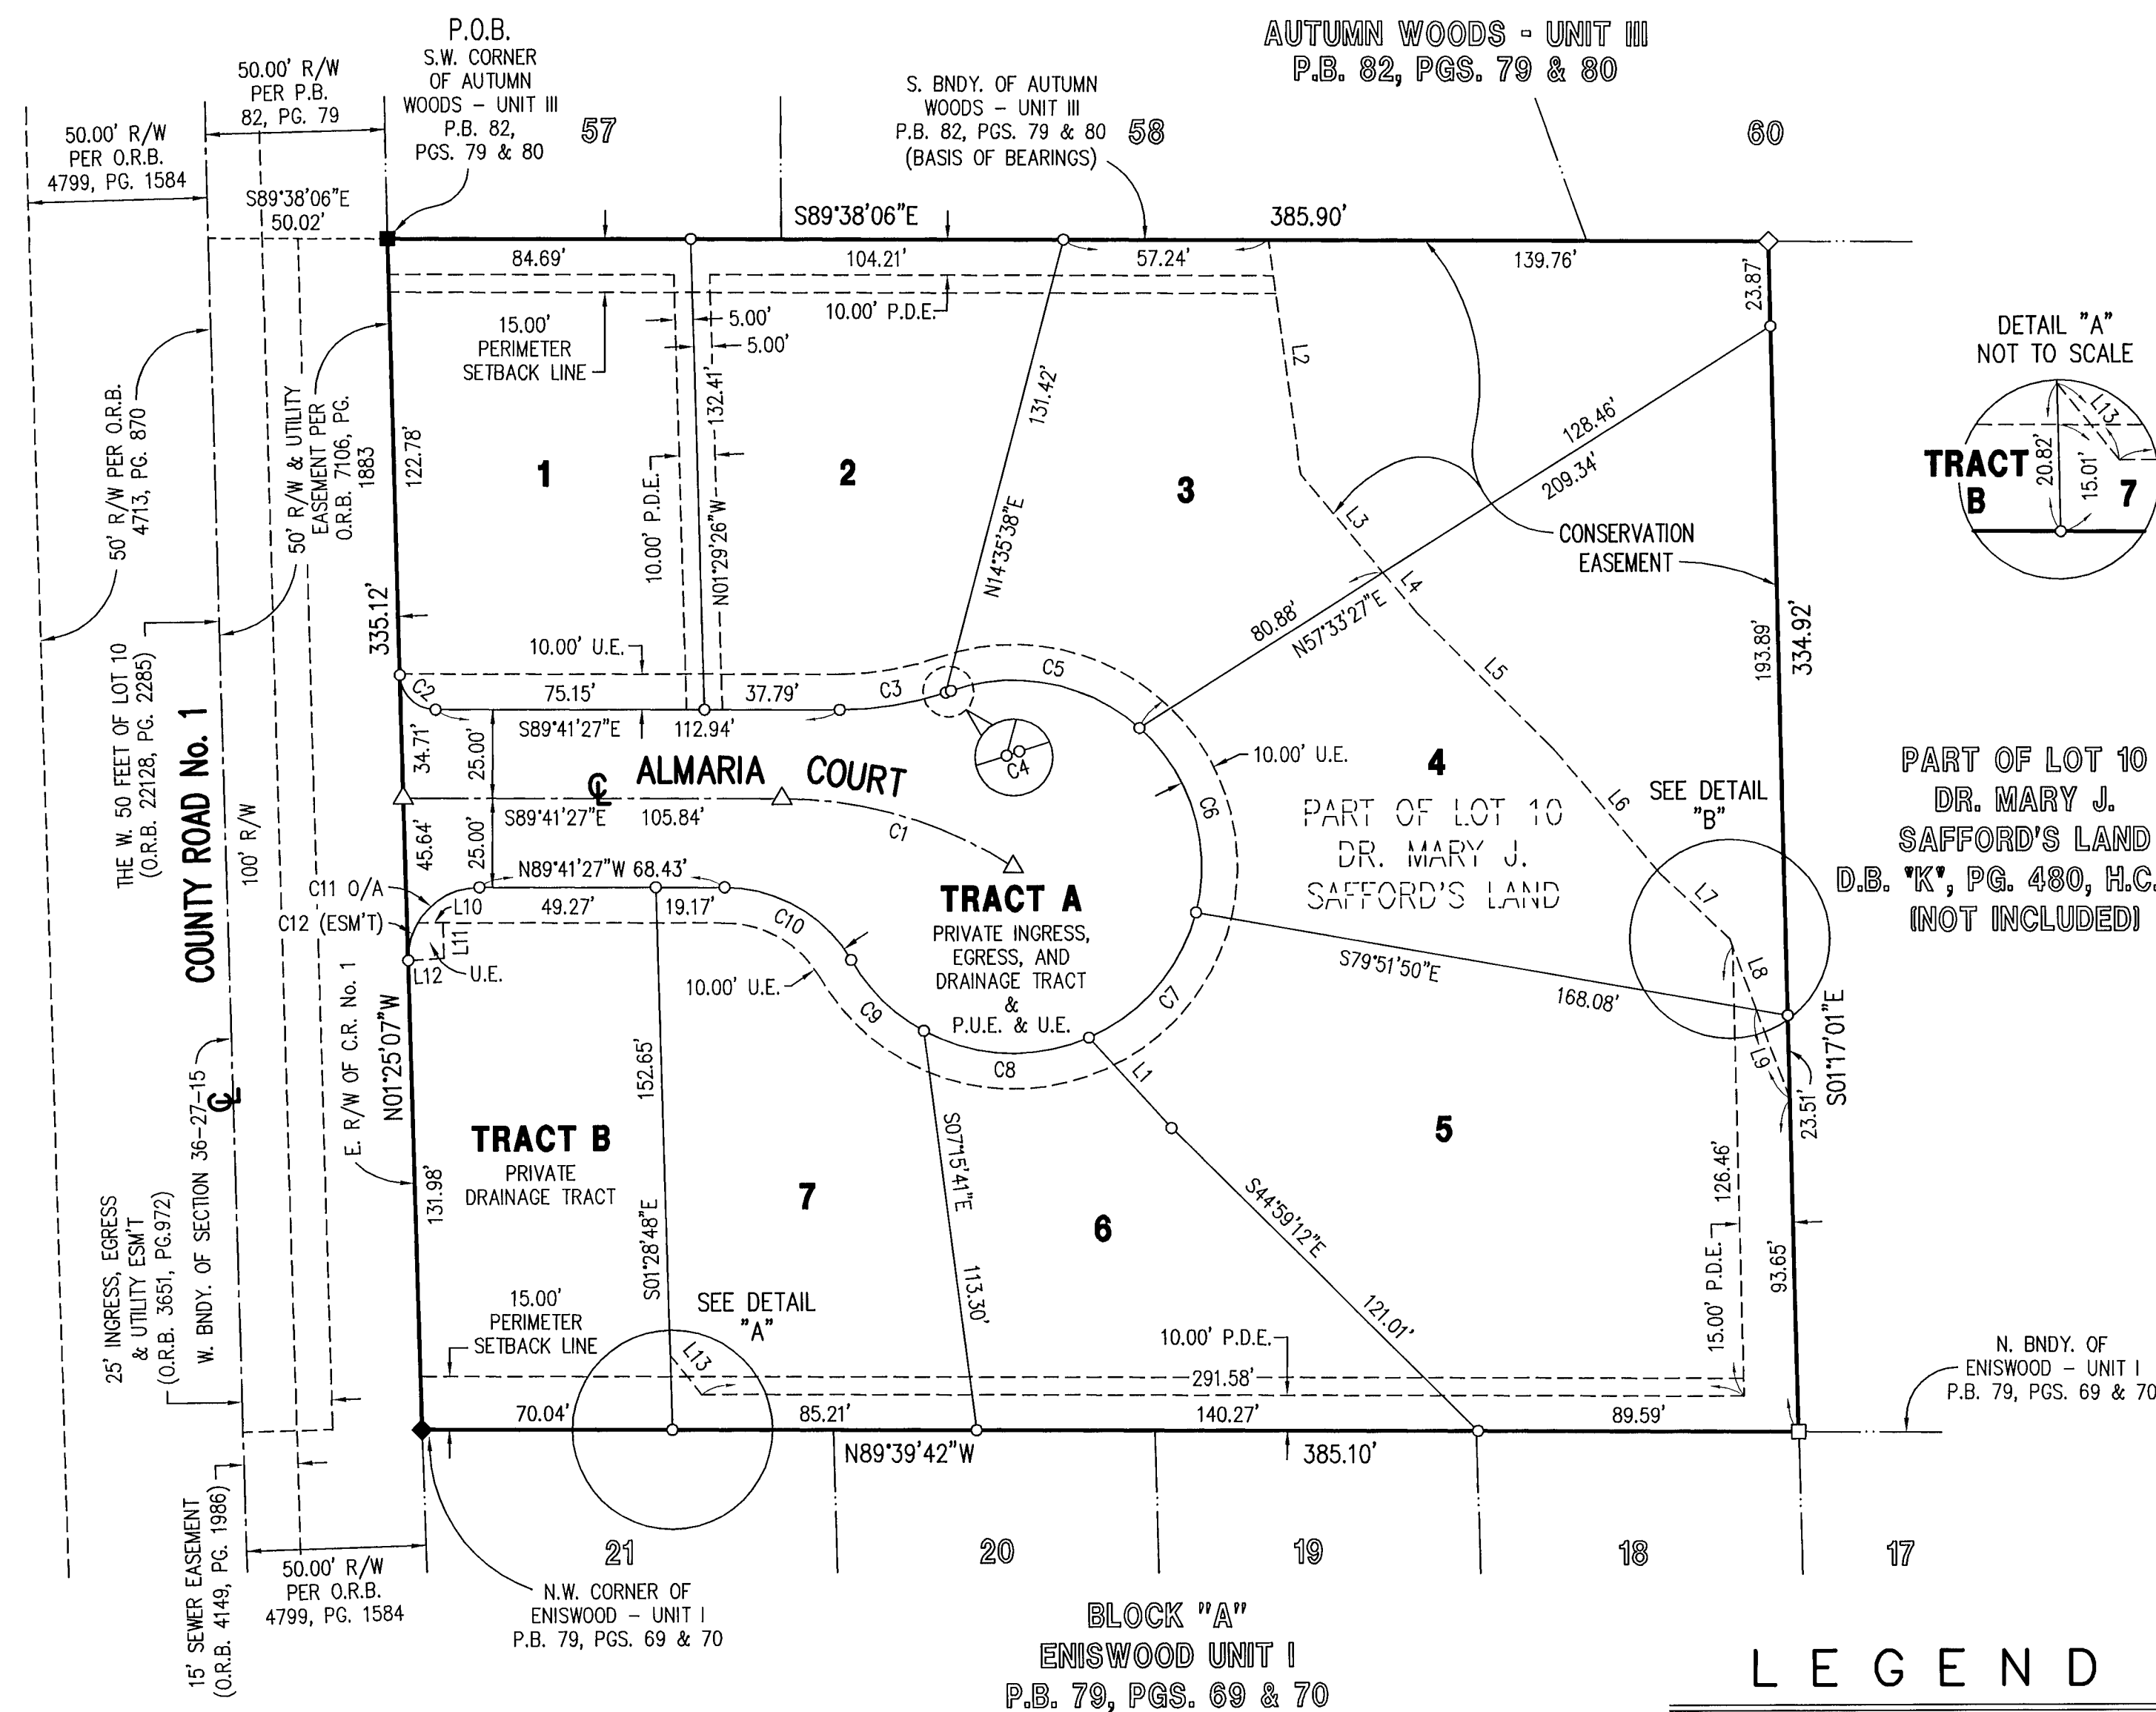 AUTUMN WOODS - UNIT III
P.B. 82, PGS. 79 & 80
P.O.B.
S.W. CORNER
OF AUTUMN
WOODS - UNIT III
P.B. 82,
PGS. 79 & 80
50.00' R/W
PER P.B.
82, PG. 79
50.00' R/W
PER O.R.B.
4799, PG. 1584
S89°38'06"E
50.02'
57
S. BNDY. OF AUTUMN
WOODS - UNIT III
P.B. 82, PGS. 79 & 80
(BASIS OF BEARINGS)
58
60
S89°38'06"E
385.90'
84.69'
104.21'
57.24'
139.76'
23.87'
10.00' P.D.E.
15.00'
PERIMETER
SETBACK LINE
5.00'
5.00'
L2
131.42'
132.41'
N14°35'38"E
N01°29'26"W
10.00' P.D.E.
1
2
3
128.46'
209.34'
L3
L4
CONSERVATION
EASEMENT
DETAIL "A"
NOT TO SCALE
L13
TRACT
B
20.82'
15.01'
7
50' R/W PER O.R.B.
4713, PG. 870
50' R/W & UTILITY
EASEMENT PER
O.R.B. 7106, PG.
1883
122.78'
335.12'
THE W. 50 FEET OF LOT 10
(O.R.B. 22128, PG. 2285)
COUNTY ROAD No. 1
100' R/W
10.00' U.E.
C2
75.15'
37.79'
C3
C5
80.88'
N57°33'27"E
L5
193.89'
334.92'
S89°41'27"E
112.94'
C4
34.71'
25.00'
ALMARIA COURT
10.00' U.E.
4
PART OF LOT 10
DR. MARY J.
SAFFORD'S LAND
L6
SEE DETAIL
"B"
PART OF LOT 10
DR. MARY J.
SAFFORD'S LAND
D.B. "K", PG. 480, H.C.
(NOT INCLUDED)
CL
S89°41'27"E
105.84'
C1
C6
45.64'
25.00'
C11 O/A
C12 (ESM'T)
N89°41'27"W 68.43'
49.27'
19.17'
L10
L11
L12
U.E.
C10
TRACT A
PRIVATE INGRESS,
EGRESS, AND
DRAINAGE TRACT
&
P.U.E. & U.E.
L7
L8
L9
S79°51'50"E
168.08'
10.00' U.E.
C9
C7
C8
L1
E. R/W OF C.R. No. 1
N01°25'07"W
W. BNDY. OF SECTION 36-27-15
CL
152.65'
S01°28'48"E
TRACT B
PRIVATE
DRAINAGE TRACT
131.98'
7
S07°15'41"E
113.30'
6
5
S44°59'12"E
121.01'
S01°17'01"E
23.51'
126.46'
15.00' P.D.E.
93.65'
25' INGRESS, EGRESS
& UTILITY ESM'T
(O.R.B. 3651, PG.972)
15.00'
PERIMETER
SETBACK LINE
SEE DETAIL
"A"
L13
10.00' P.D.E.
291.58'
N. BNDY. OF
ENISWOOD - UNIT I
P.B. 79, PGS. 69 & 70
70.04'
85.21'
140.27'
89.59'
N89°39'42"W
385.10'
15' SEWER EASEMENT
(O.R.B. 4149, PG. 1986)
50.00' R/W
PER O.R.B.
4799, PG. 1584
N.W. CORNER OF
ENISWOOD - UNIT I
P.B. 79, PGS. 69 & 70
21
20
19
18
17
BLOCK "A"
ENISWOOD UNIT I
P.B. 79, PGS. 69 & 70
LEGEND